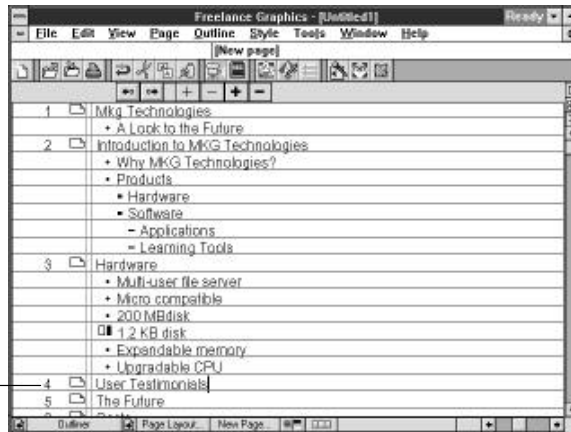 Freelance Graphics - [Untitled1]
Ready
File Edit View Page Outline Style Tools Window Help
[New page]
1 Mkg Technologies
• A Look to the Future
2 Introduction to MKG Technologies
• Why MKG Technologies?
• Products
▪ Hardware
▪ Software
– Applications
– Learning Tools
3 Hardware
• Multi-user file server
• Micro compatible
• 200 MBdisk
1.2 KB disk
• Expandable memory
• Upgradable CPU
4 User Testimonials
5 The Future
Outliner Page Layout... New Page...